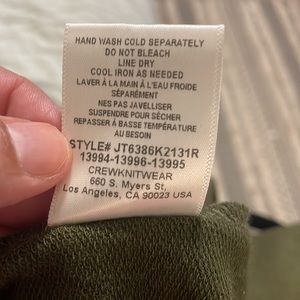 HAND WASH COLD SEPARATELY
DO NOT BLEACH
LINE DRY
COOL IRON AS NEEDED
LAVER À LA MAIN À L'EAU FROIDE
SÉPARÉMENT
NES PAS JAVELLISER
SUSPENDRE POUR SÉCHER
REPASSER À BASSE TEMPÉRATURE
AU BESOIN
STYLE# JT6386K2131R
13994-13996-13995
CREWKNITWEAR
660 S. Myers St,
Los Angeles, CA 90023 USA